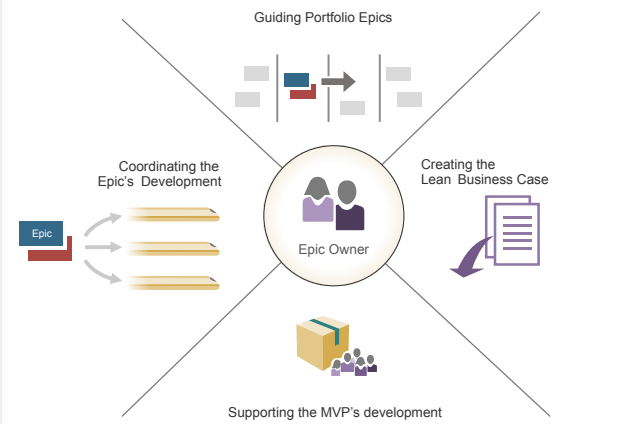 Guiding Portfolio Epics
Coordinating the
Epic's Development
Creating the
Lean Business Case
Epic
Epic Owner
Supporting the MVP's development